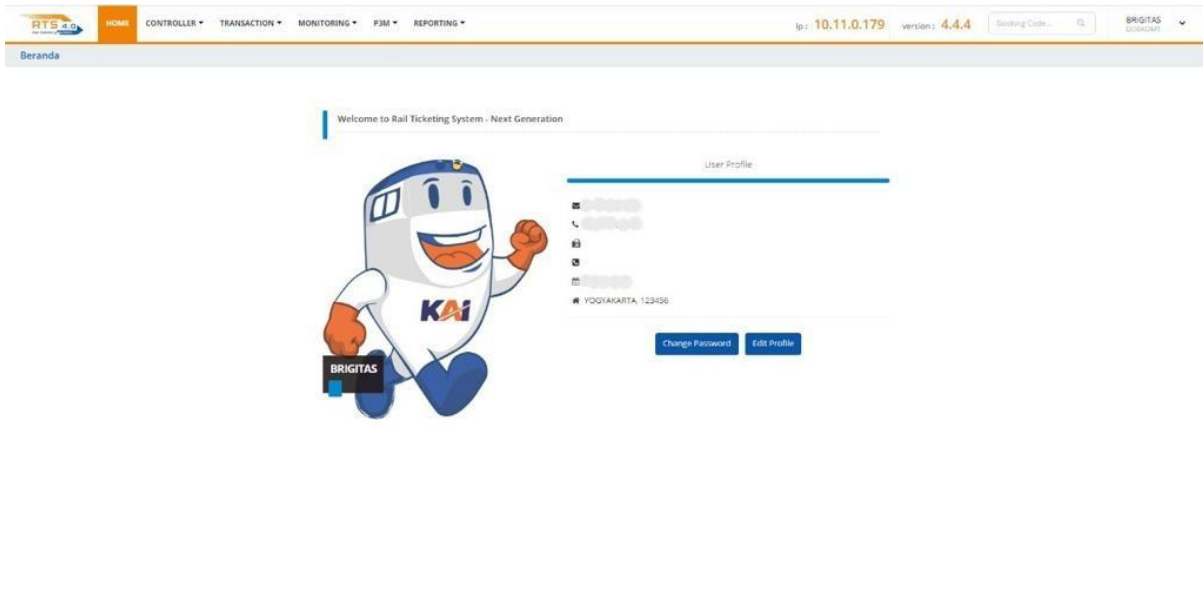 RTS 4.0
HOME CONTROLLER TRANSACTION MONITORING P3M REPORTING
ip : 10.11.0.179 version : 4.4.4 Booking Code... BRIGITAS
Beranda
Welcome to Rail Ticketing System - Next Generation
User Profile
YOGYAKARTA, 123456
Change Password Edit Profile
KAI
BRIGITAS